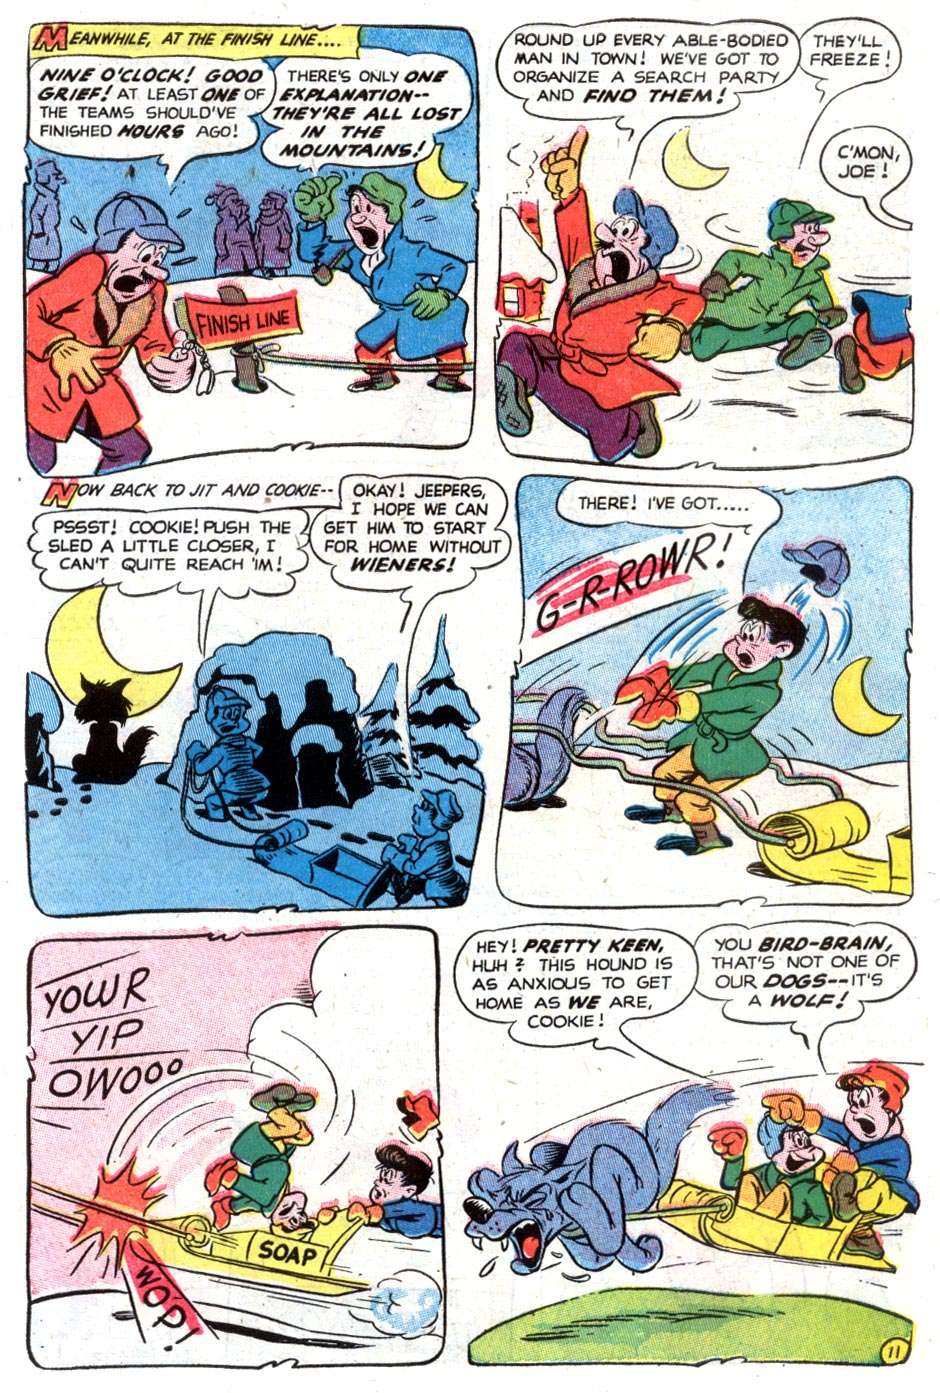 MEANWHILE, AT THE FINISH LINE....
NINE O'CLOCK! GOOD
GRIEF! AT LEAST ONE OF
THE TEAMS SHOULD'VE
FINISHED HOURS AGO!
THERE'S ONLY ONE
EXPLANATION--
THEY'RE ALL LOST
IN THE
MOUNTAINS!
FINISH LINE
ROUND UP EVERY ABLE-BODIED
MAN IN TOWN! WE'VE GOT TO
ORGANIZE A SEARCH PARTY
AND FIND THEM!
THEY'LL
FREEZE!
C'MON,
JOE!
NOW BACK TO JIT AND COOKIE--
PSSST! COOKIE! PUSH THE
SLED A LITTLE CLOSER, I
CAN'T QUITE REACH 'IM!
OKAY! JEEPERS,
I HOPE WE CAN
GET HIM TO START
FOR HOME WITHOUT
WIENERS!
THERE! I'VE GOT.....
G-R-ROWR!
YOWR
YIP
OWOOO
SOAP
WOP!
HEY! PRETTY KEEN,
HUH? THIS HOUND IS
AS ANXIOUS TO GET
HOME AS WE ARE,
COOKIE!
YOU BIRD-BRAIN,
THAT'S NOT ONE OF
OUR DOGS--IT'S
A WOLF!
11